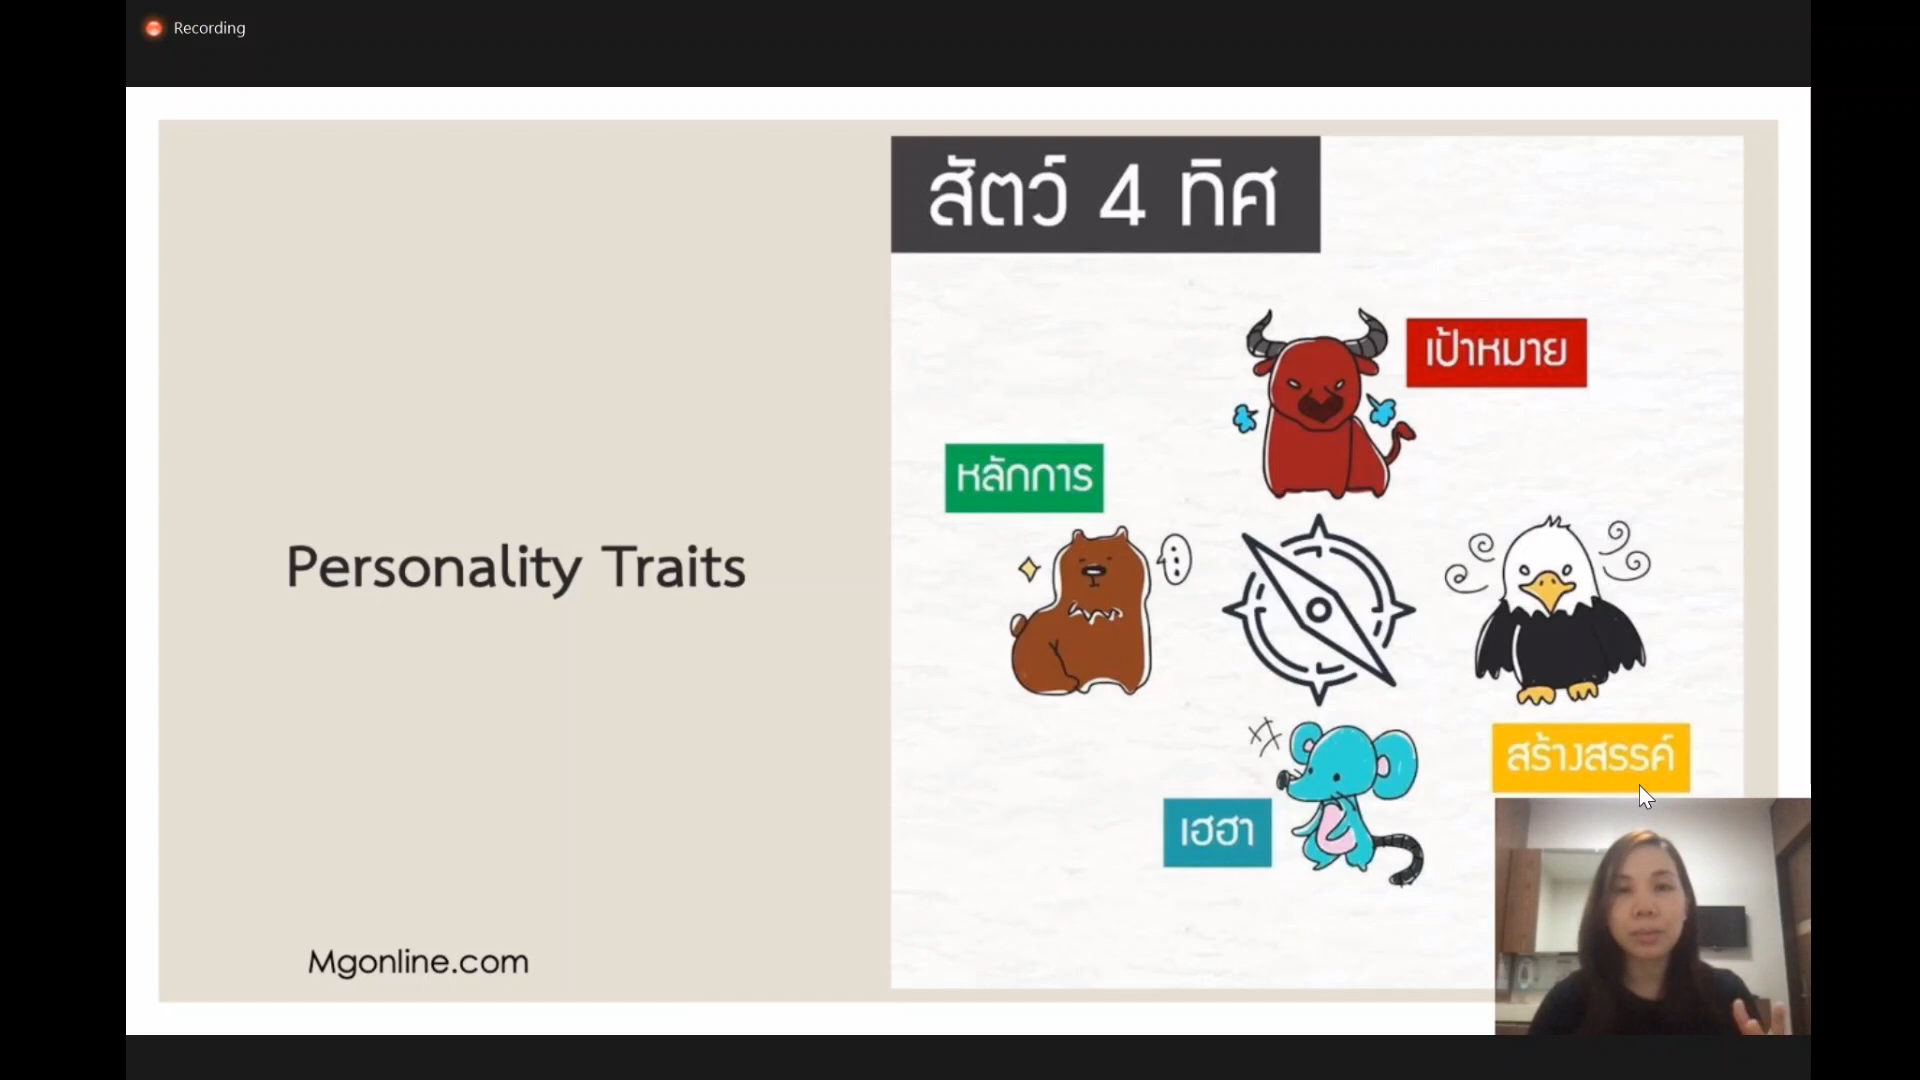 Recording
สัตว์ 4 ทิศ
เป้าหมาย
หลักการ
Personality Traits
สร้างสรรค์
เฮฮา
Mgonline.com